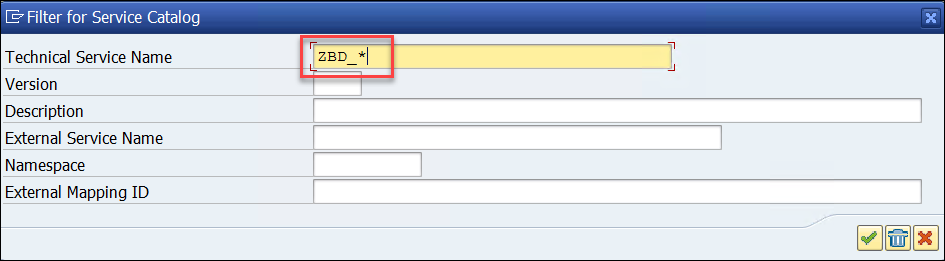 Filter for Service Catalog
Technical Service Name ZBD_*
Version
Description
External Service Name
Namespace
External Mapping ID